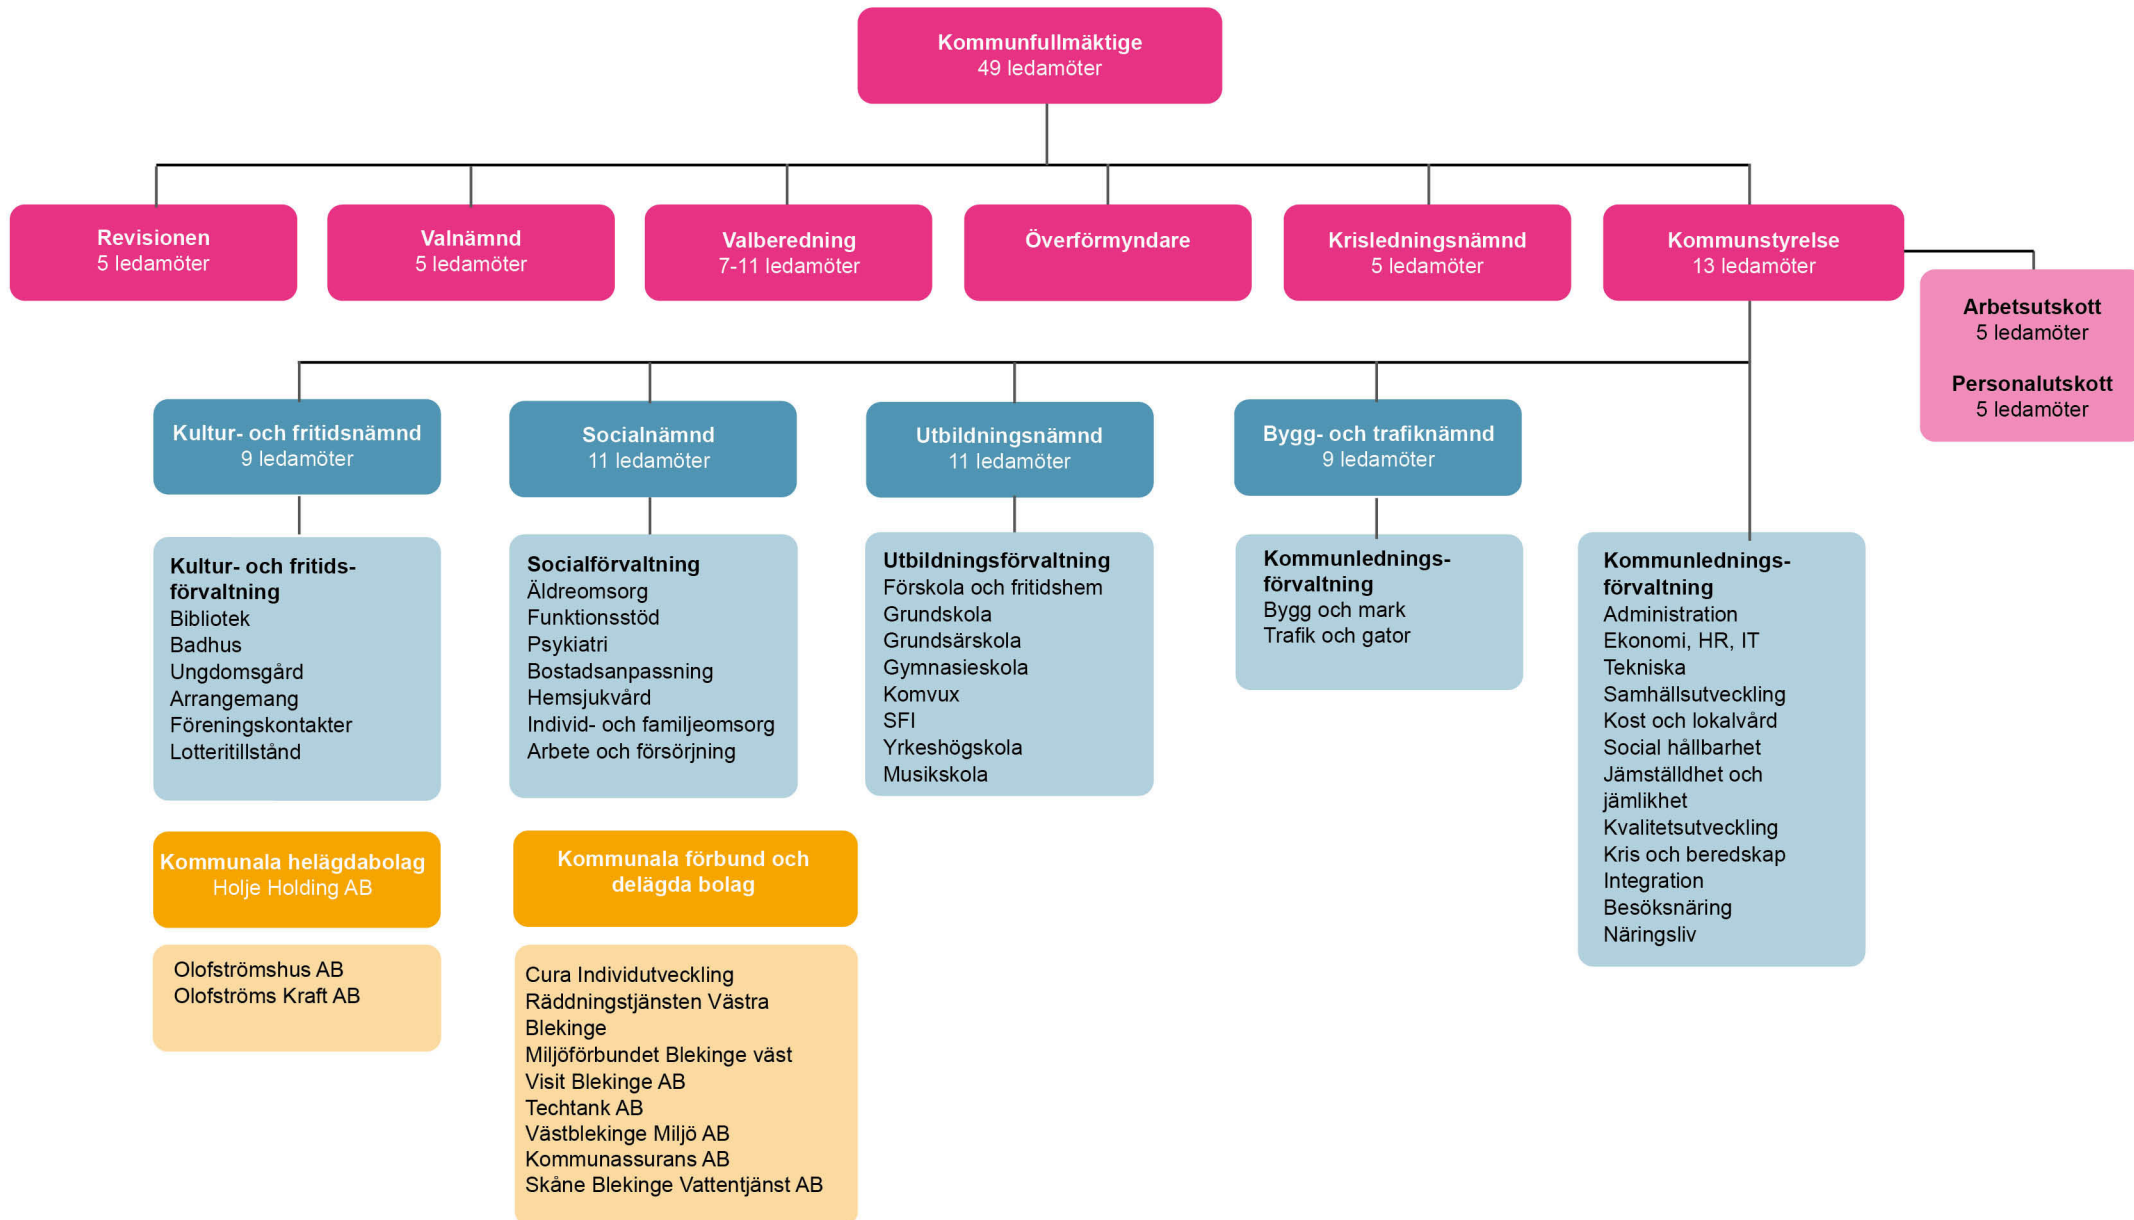 Kommunfullmäktige
49 ledamöter
Revisionen
5 ledamöter
Valnämnd
5 ledamöter
Valberedning
7-11 ledamöter
Överförmyndare
Krisledningsnämnd
5 ledamöter
Kommunstyrelse
13 ledamöter
Arbetsutskott
5 ledamöter
Personalutskott
5 ledamöter
Kultur- och fritidsnämnd
9 ledamöter
Socialnämnd
11 ledamöter
Utbildningsnämnd
11 ledamöter
Bygg- och trafiknämnd
9 ledamöter
Kultur- och fritids-
förvaltning
Bibliotek
Badhus
Ungdomsgård
Arrangemang
Föreningskontakter
Lotteritillstånd
Socialförvaltning
Äldreomsorg
Funktionsstöd
Psykiatri
Bostadsanpassning
Hemsjukvård
Individ- och familjeomsorg
Arbete och försörjning
Utbildningsförvaltning
Förskola och fritidshem
Grundskola
Grundsärskola
Gymnasieskola
Komvux
SFI
Yrkeshögskola
Musikskola
Kommunlednings-
förvaltning
Bygg och mark
Trafik och gator
Kommunlednings-
förvaltning
Administration
Ekonomi, HR, IT
Tekniska
Samhällsutveckling
Kost och lokalvård
Social hållbarhet
Jämställdhet och
jämlikhet
Kvalitetsutveckling
Kris och beredskap
Integration
Besöksnäring
Näringsliv
Kommunala helägdabolag
Holje Holding AB
Olofströmshus AB
Olofströms Kraft AB
Kommunala förbund och
delägda bolag
Cura Individutveckling
Räddningstjänsten Västra
Blekinge
Miljöförbundet Blekinge väst
Visit Blekinge AB
Techtank AB
Västblekinge Miljö AB
Kommunassurans AB
Skåne Blekinge Vattentjänst AB